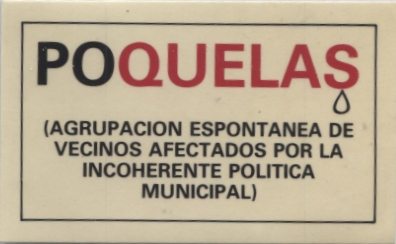 POQUELAS
(AGRUPACION ESPONTANEA DE
VECINOS AFECTADOS POR LA
INCOHERENTE POLITICA
MUNICIPAL)